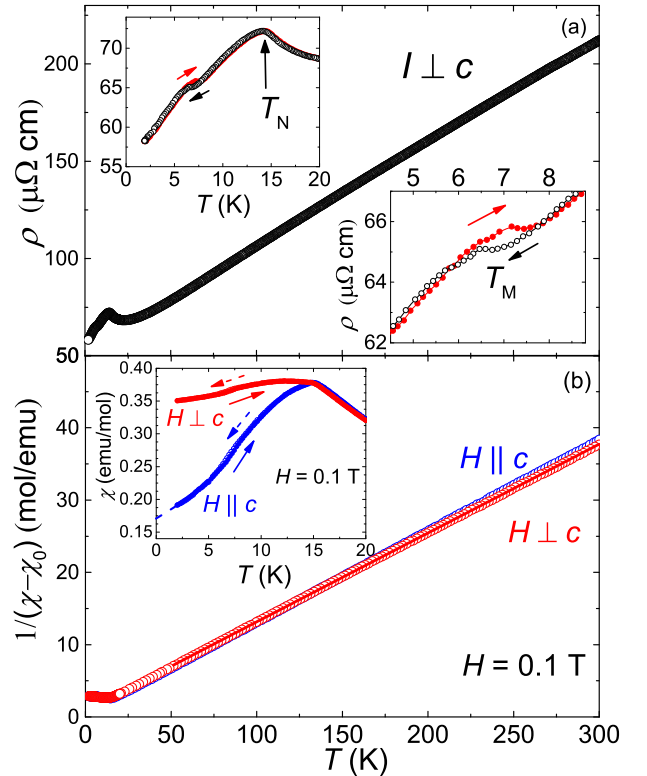 (a)
I ⊥ c
ρ (μΩ cm)
200
150
100
50
70
65
60
55
0 5 10 15 20
T (K)
T_N
5 6 7 8
66
64
62
ρ (μΩ cm)
T_M
(b)
1/(χ−χ₀) (mol/emu)
50
40
30
20
10
0
0.40
0.35
0.30
0.25
0.20
0.15
χ (emu/mol)
H ⊥ c
H || c
H = 0.1 T
0 5 10 15 20
T (K)
H || c
H ⊥ c
H = 0.1 T
0 50 100 150 200 250 300
T (K)